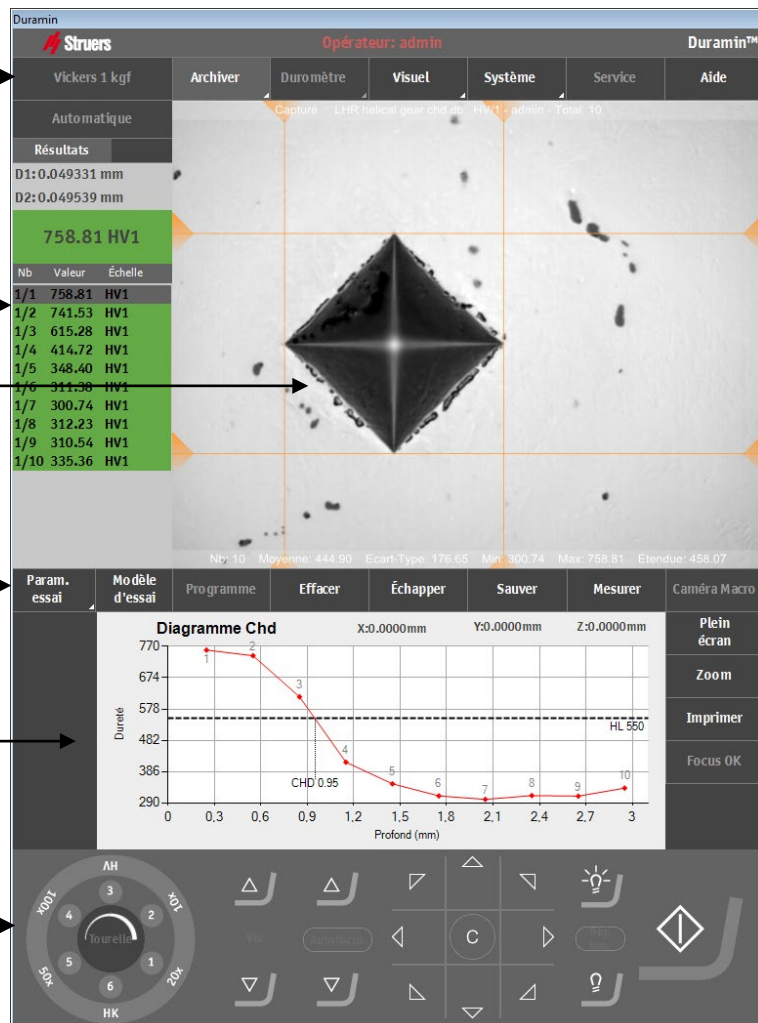 Duramin
Struers
Opérateur: admin
Duramin™
Vickers 1 kgf
Archiver
Duromètre
Visuel
Système
Service
Aide
Automatique
Capture
LHR helical gear chd.db
HV/1 - admin - Total: 10
Résultats
D1:0.049331 mm
D2:0.049539 mm
758.81 HV1
Nb Valeur Échelle
1/1 758.81 HV1
1/2 741.53 HV1
1/3 615.28 HV1
1/4 414.72 HV1
1/5 348.40 HV1
1/6 311.38 HV1
1/7 300.74 HV1
1/8 312.23 HV1
1/9 310.54 HV1
1/10 335.36 HV1
Nb: 10 Moyenne: 444.90 Ecart-Type: 176.65 Min: 300.74 Max: 758.81 Etendue: 458.07
Param.
essai
Modèle
d'essai
Programme
Effacer
Échapper
Sauver
Mesurer
Caméra Macro
Diagramme Chd
X:0.0000mm
Y:0.0000mm
Z:0.0000mm
Plein
écran
Zoom
Imprimer
Focus OK
770
674
578
482
386
290
Dureté
1
2
3
4
5
6
7
8
9
10
HL 550
CHD 0.95
0 0,3 0,6 0,9 1,2 1,5 1,8 2,1 2,4 2,7 3
Profond (mm)
HV
100x
10x
3
4
2
Tourelle
5
1
6
50x
20x
HK
Vis
Autofocus
C